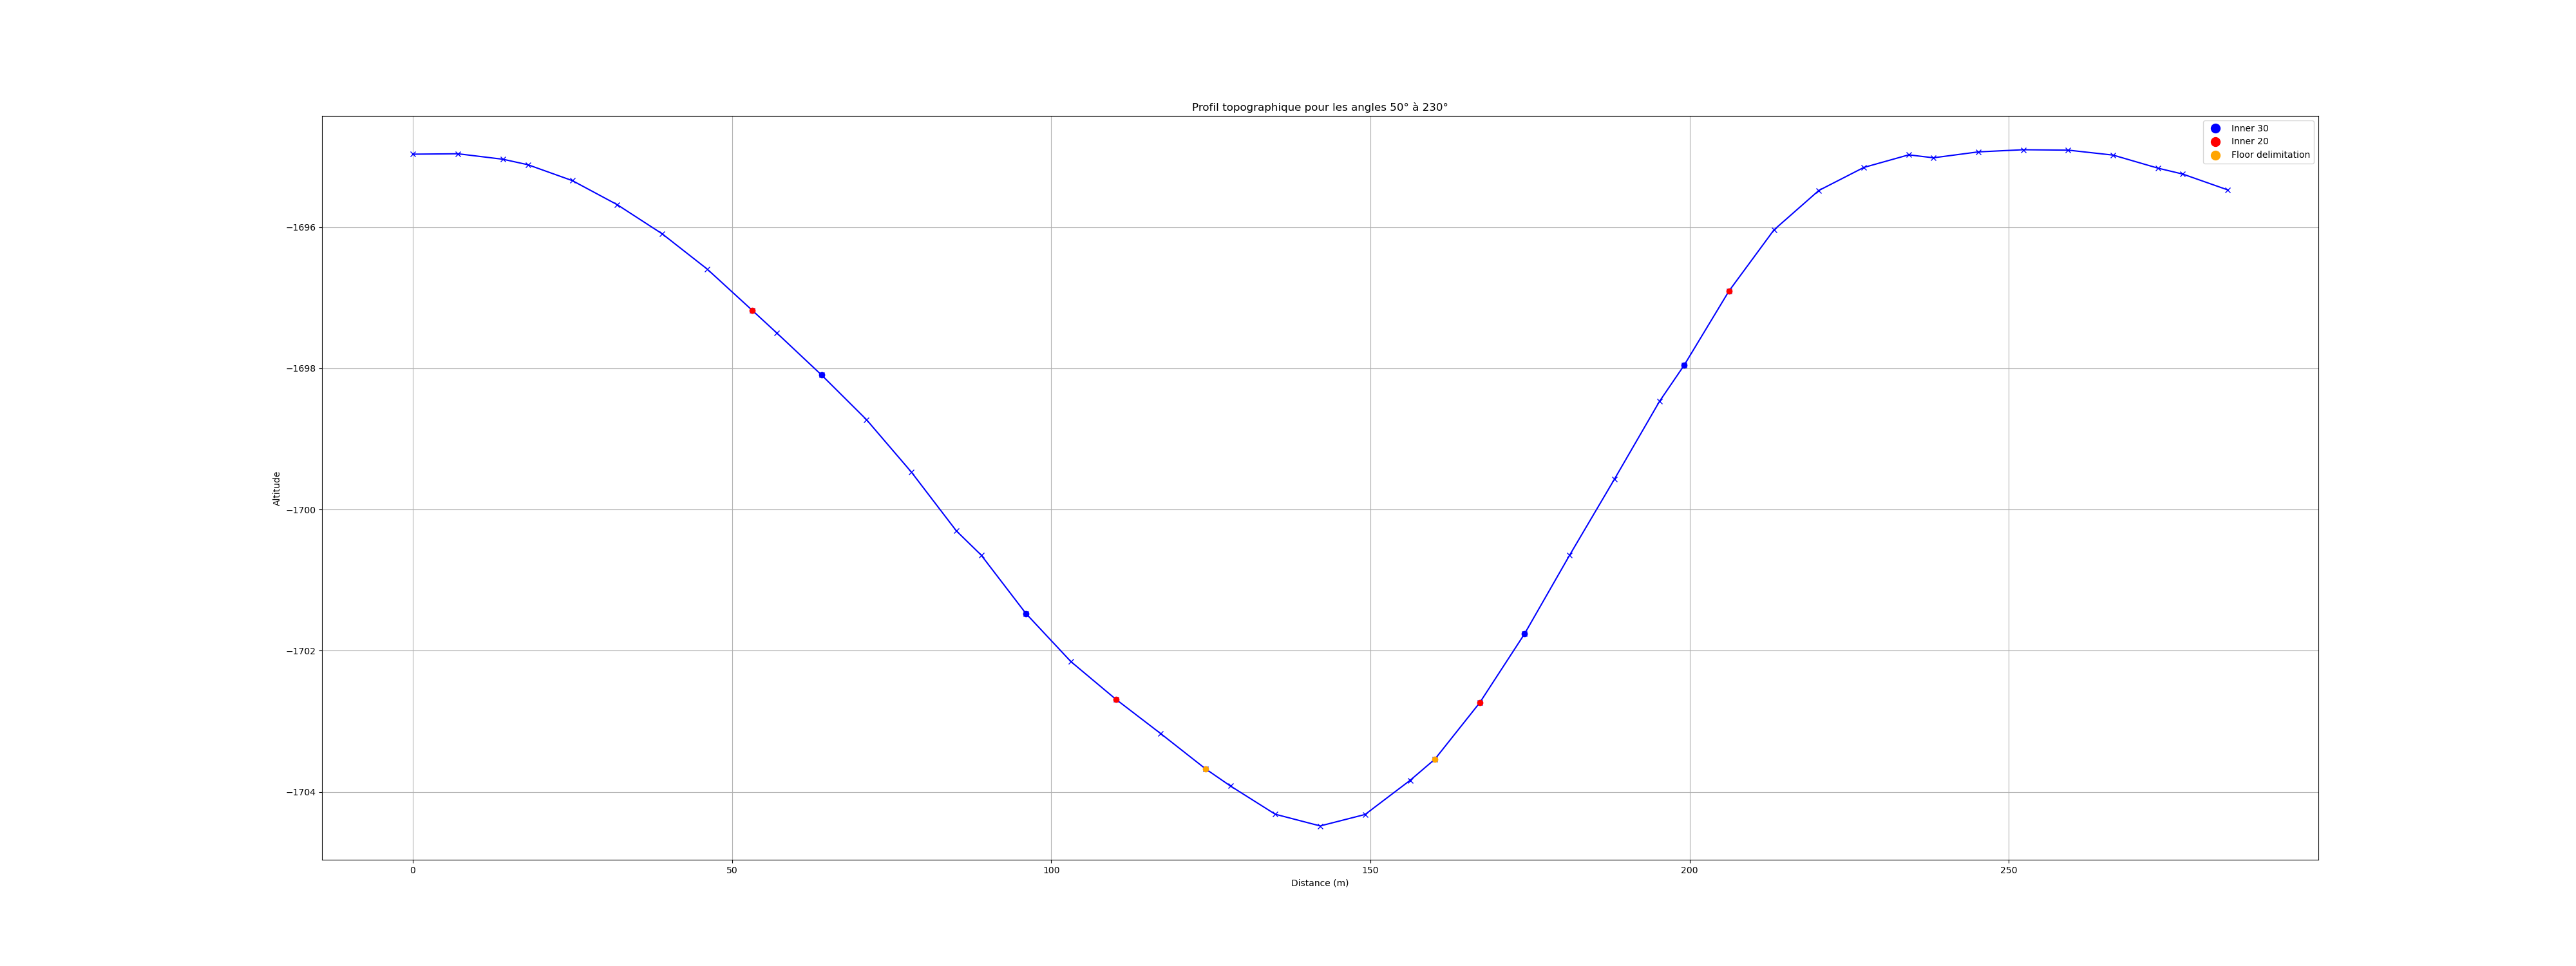 Profil topographique pour les angles 50° à 230°
Inner 30
Inner 20
Floor delimitation
−1696
−1698
−1700
−1702
−1704
Altitude
0 50 100 150 200 250
Distance (m)